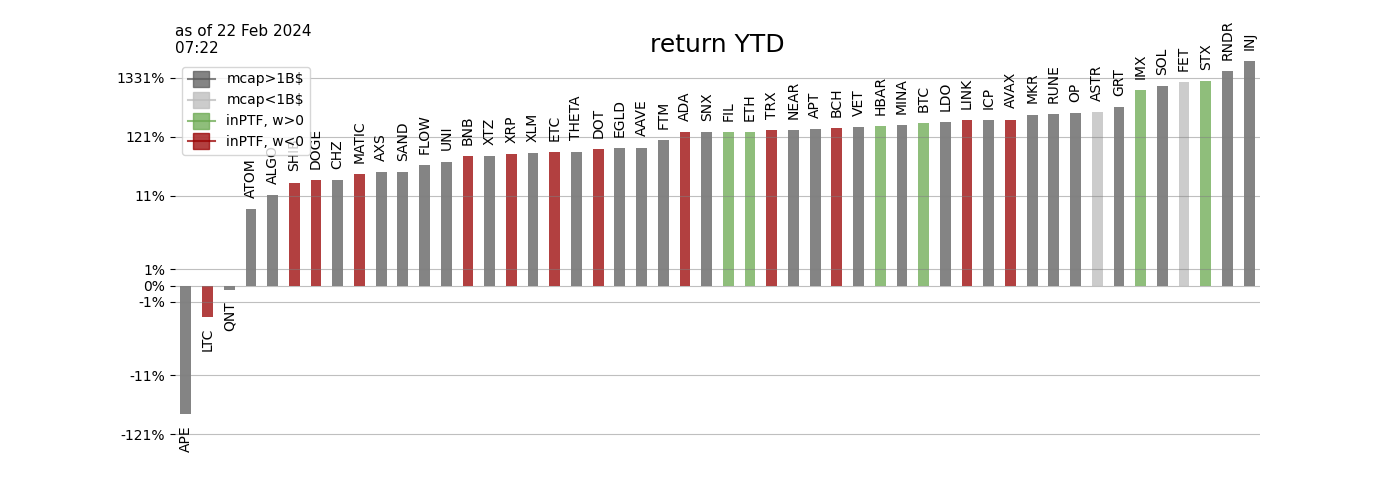 as of 22 Feb 2024
07:22
return YTD
mcap>1B$
mcap<1B$
inPTF, w>0
inPTF, w<0
1331%
121%
11%
1%
0%
-1%
-11%
-121%
APE
LTC
QNT
ATOM
ALGO
SHIB
DOGE
CHZ
MATIC
AXS
SAND
FLOW
UNI
BNB
XTZ
XRP
XLM
ETC
THETA
DOT
EGLD
AAVE
FTM
ADA
SNX
FIL
ETH
TRX
NEAR
APT
BCH
VET
HBAR
MINA
BTC
LDO
LINK
ICP
AVAX
MKR
RUNE
OP
ASTR
GRT
IMX
SOL
FET
STX
RNDR
INJ